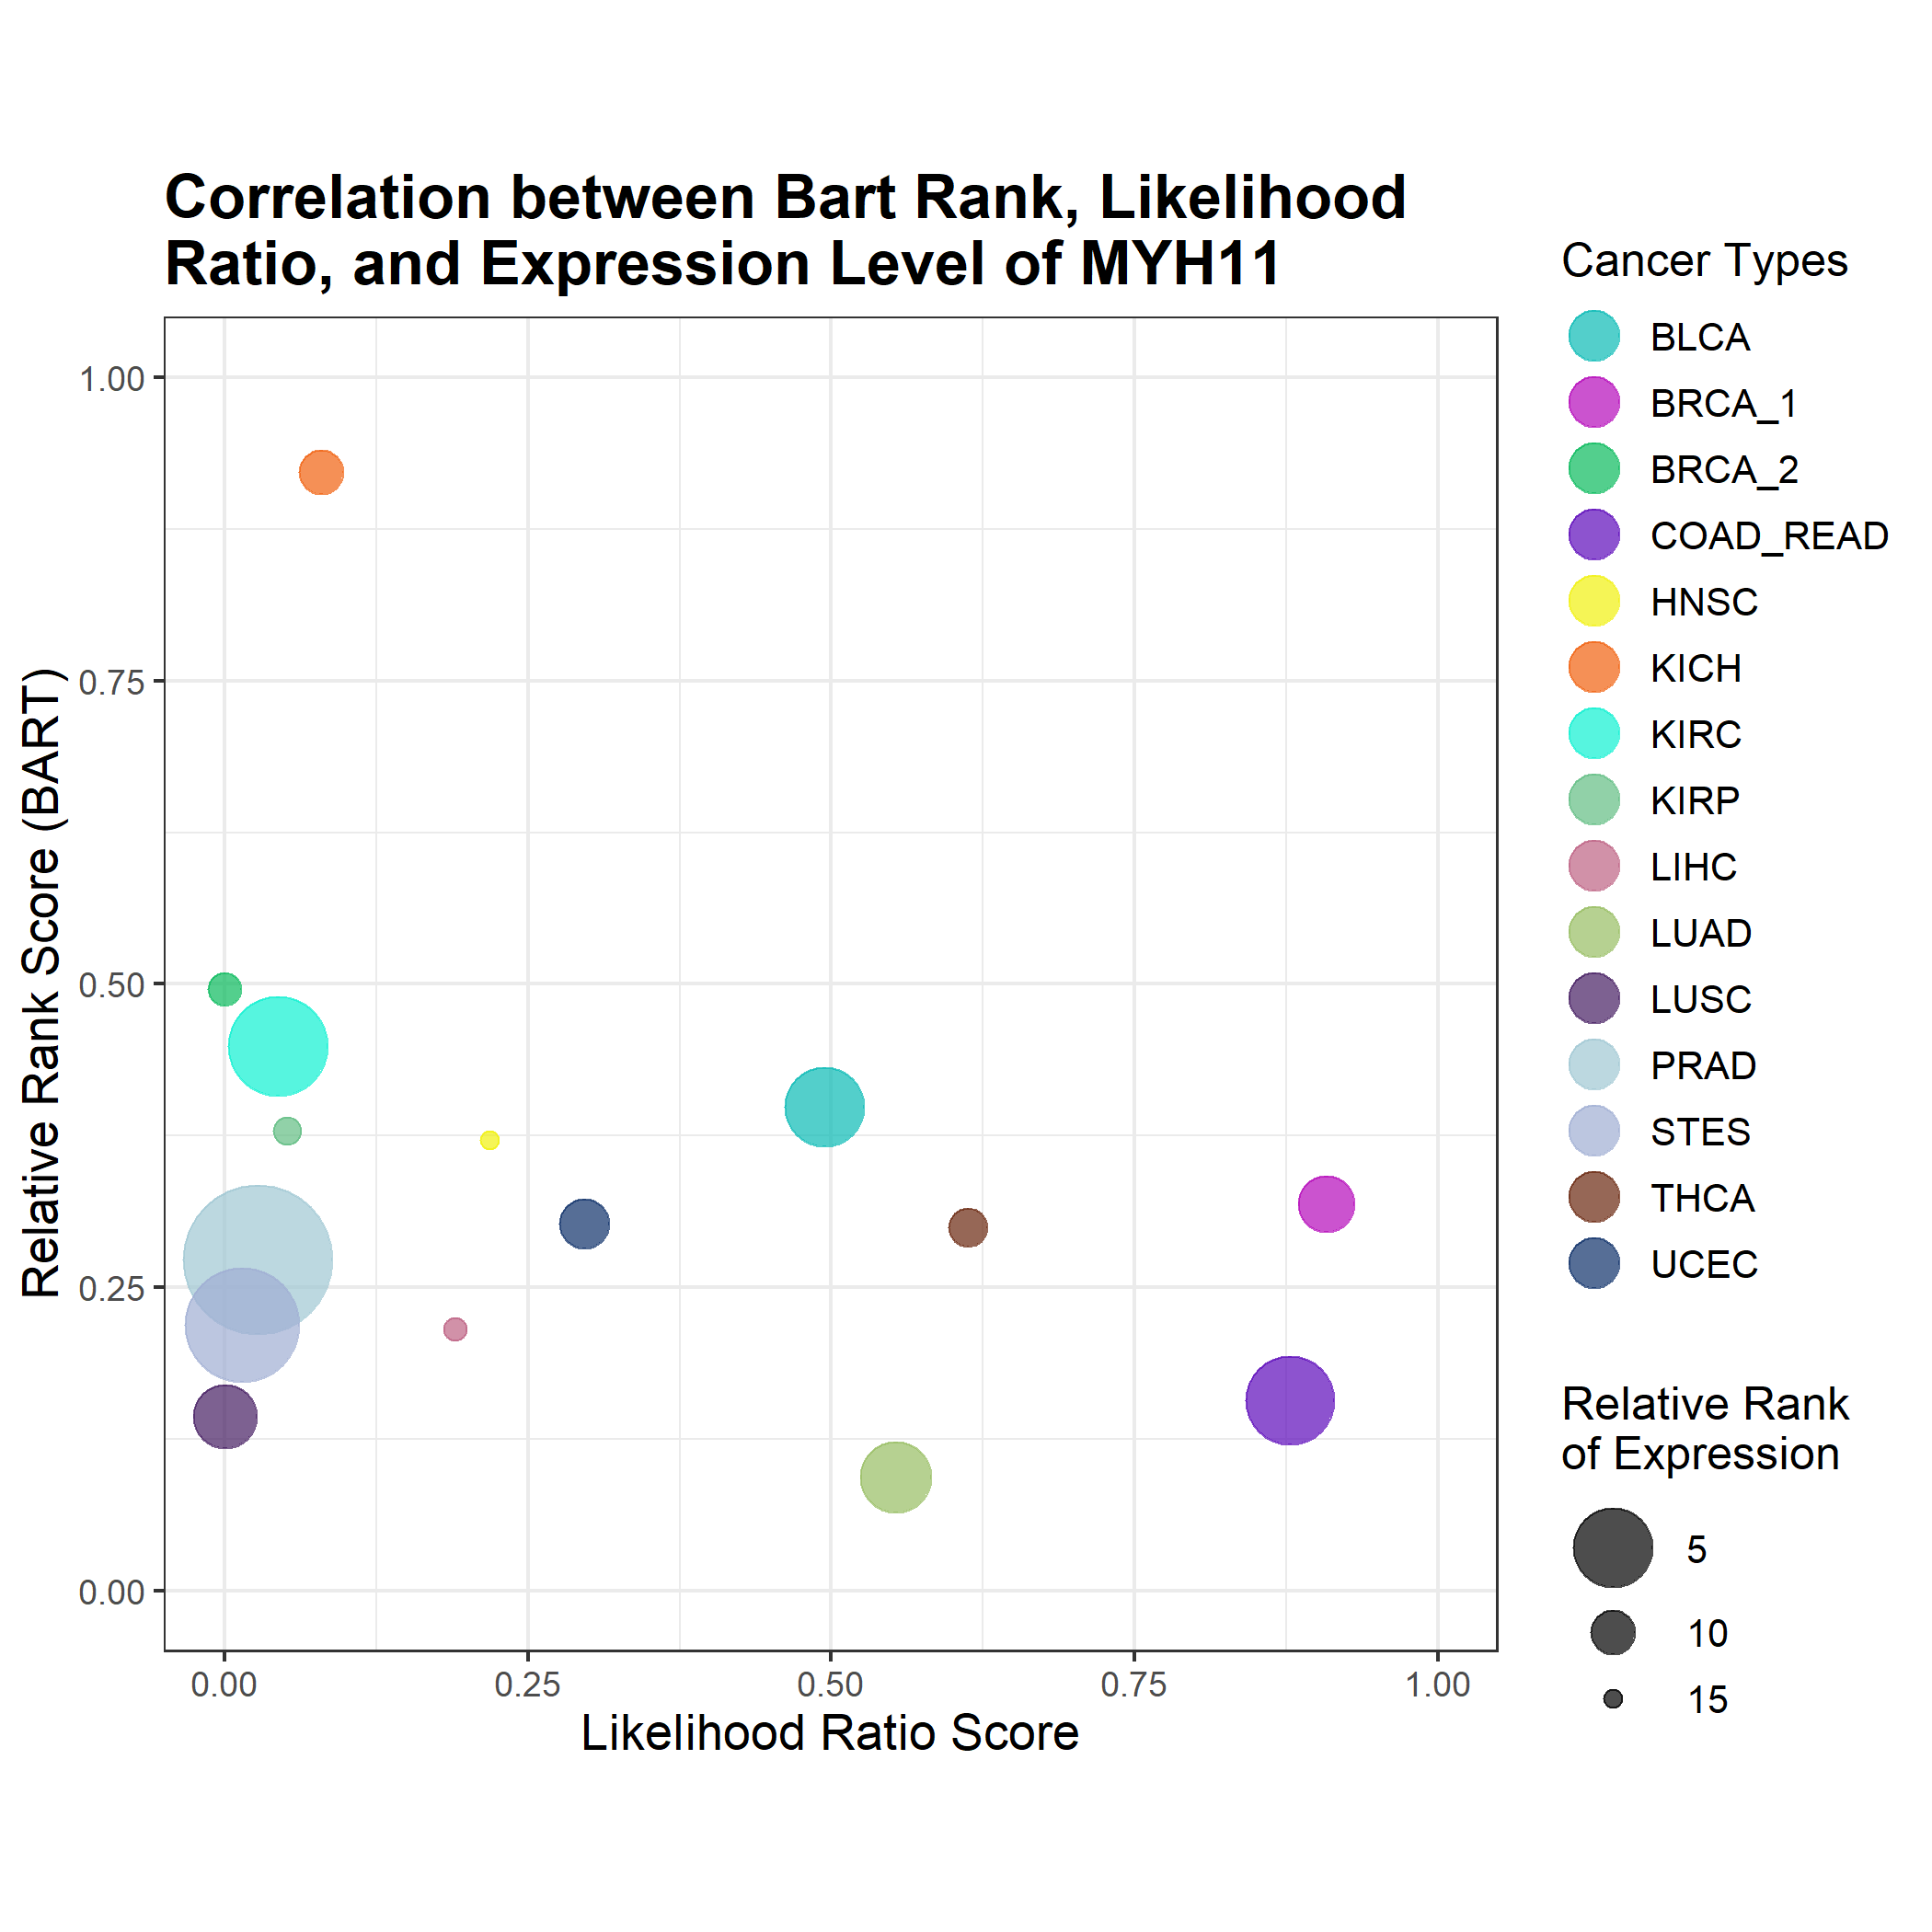 Correlation between Bart Rank, Likelihood
Ratio, and Expression Level of MYH11
Relative Rank Score (BART)
1.00
0.75
0.50
0.25
0.00
0.00
0.25
0.50
0.75
1.00
Likelihood Ratio Score
Cancer Types
BLCA
BRCA_1
BRCA_2
COAD_READ
HNSC
KICH
KIRC
KIRP
LIHC
LUAD
LUSC
PRAD
STES
THCA
UCEC
Relative Rank
of Expression
5
10
15